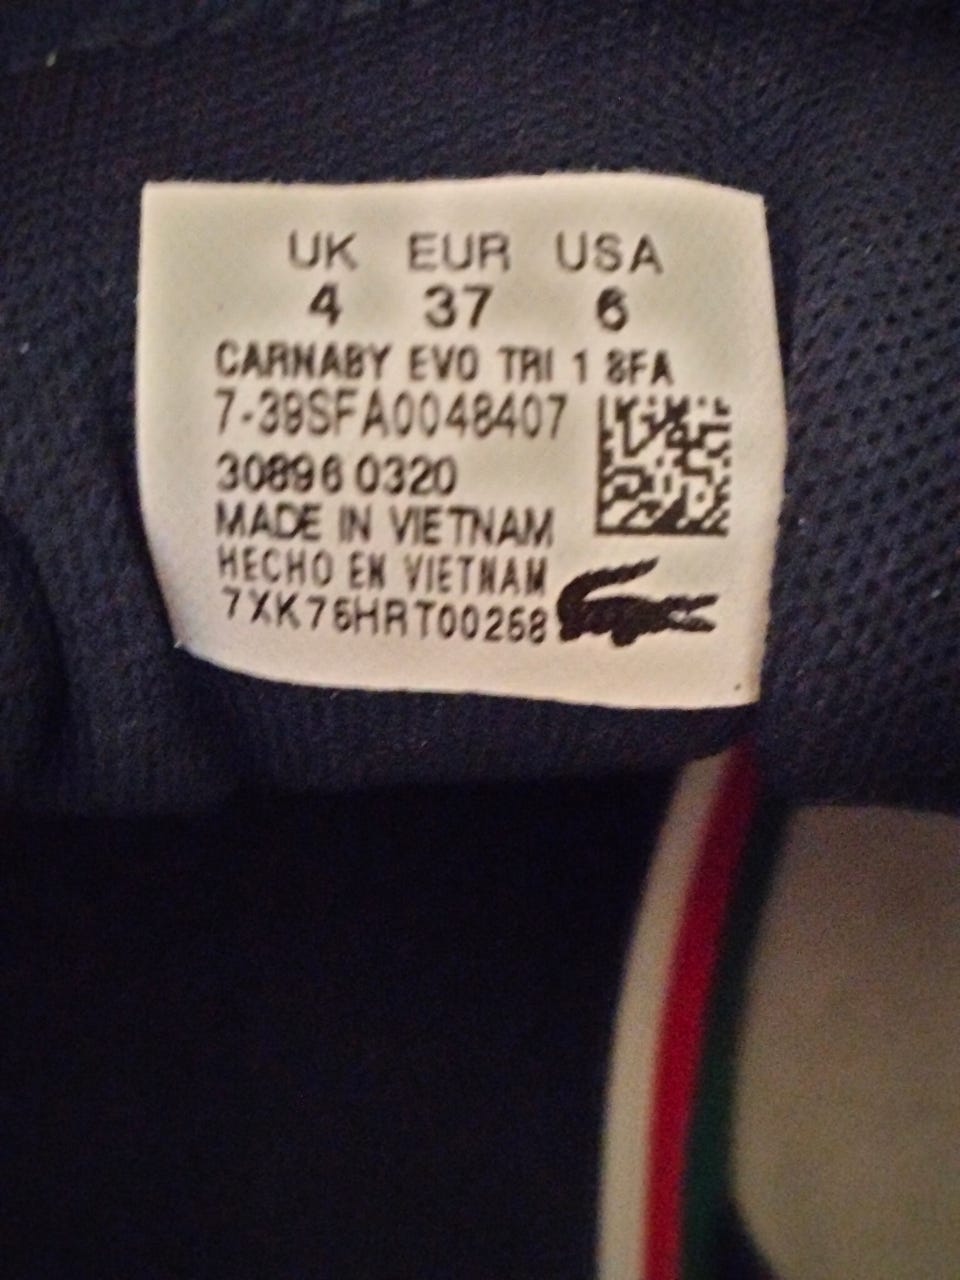 UK EUR USA
4 37 6
CARNABY EVO TRI 1 SFA
7-39SFA0048407
30896 0320
MADE IN VIETNAM
HECHO EN VIETNAM
7XK76HRT00268